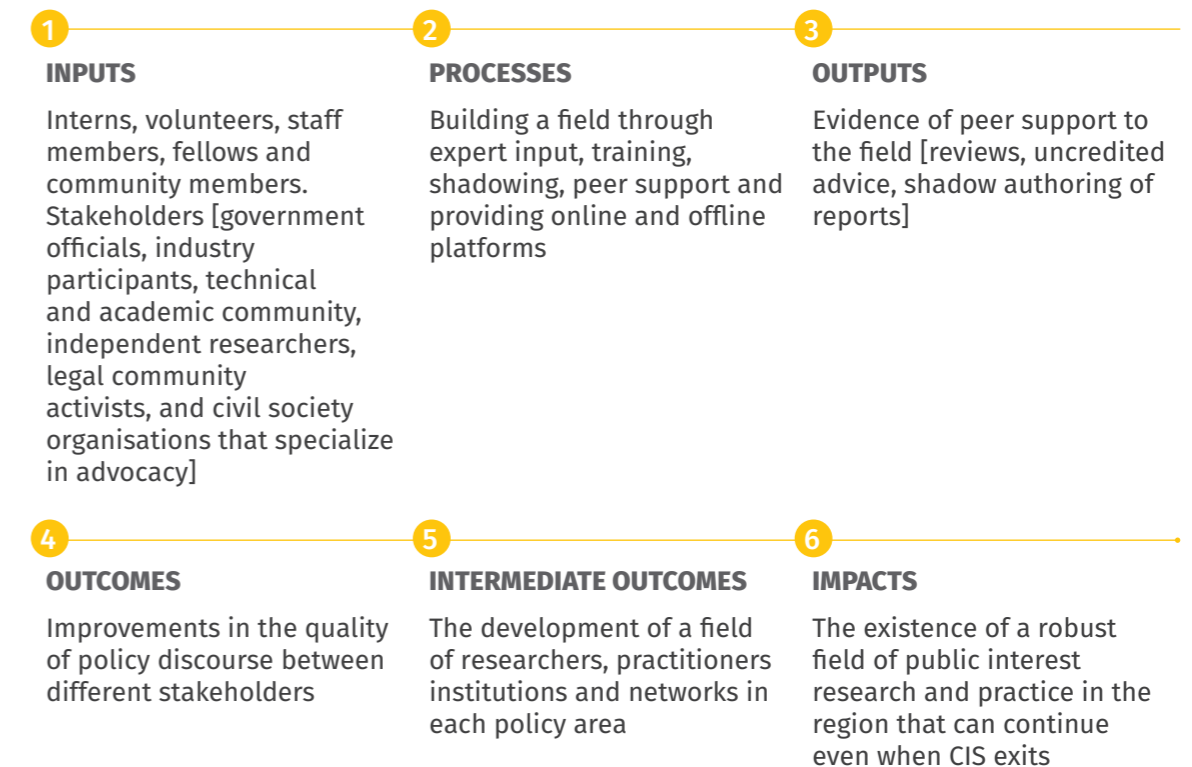 1
INPUTS
Interns, volunteers, staff
members, fellows and
community members.
Stakeholders [government
officials, industry
participants, technical
and academic community,
independent researchers,
legal community
activists, and civil society
organisations that specialize
in advocacy]
2
PROCESSES
Building a field through
expert input, training,
shadowing, peer support and
providing online and offline
platforms
3
OUTPUTS
Evidence of peer support to
the field [reviews, uncredited
advice, shadow authoring of
reports]
4
OUTCOMES
Improvements in the quality
of policy discourse between
different stakeholders
5
INTERMEDIATE OUTCOMES
The development of a field
of researchers, practitioners
institutions and networks in
each policy area
6
IMPACTS
The existence of a robust
field of public interest
research and practice in the
region that can continue
even when CIS exits